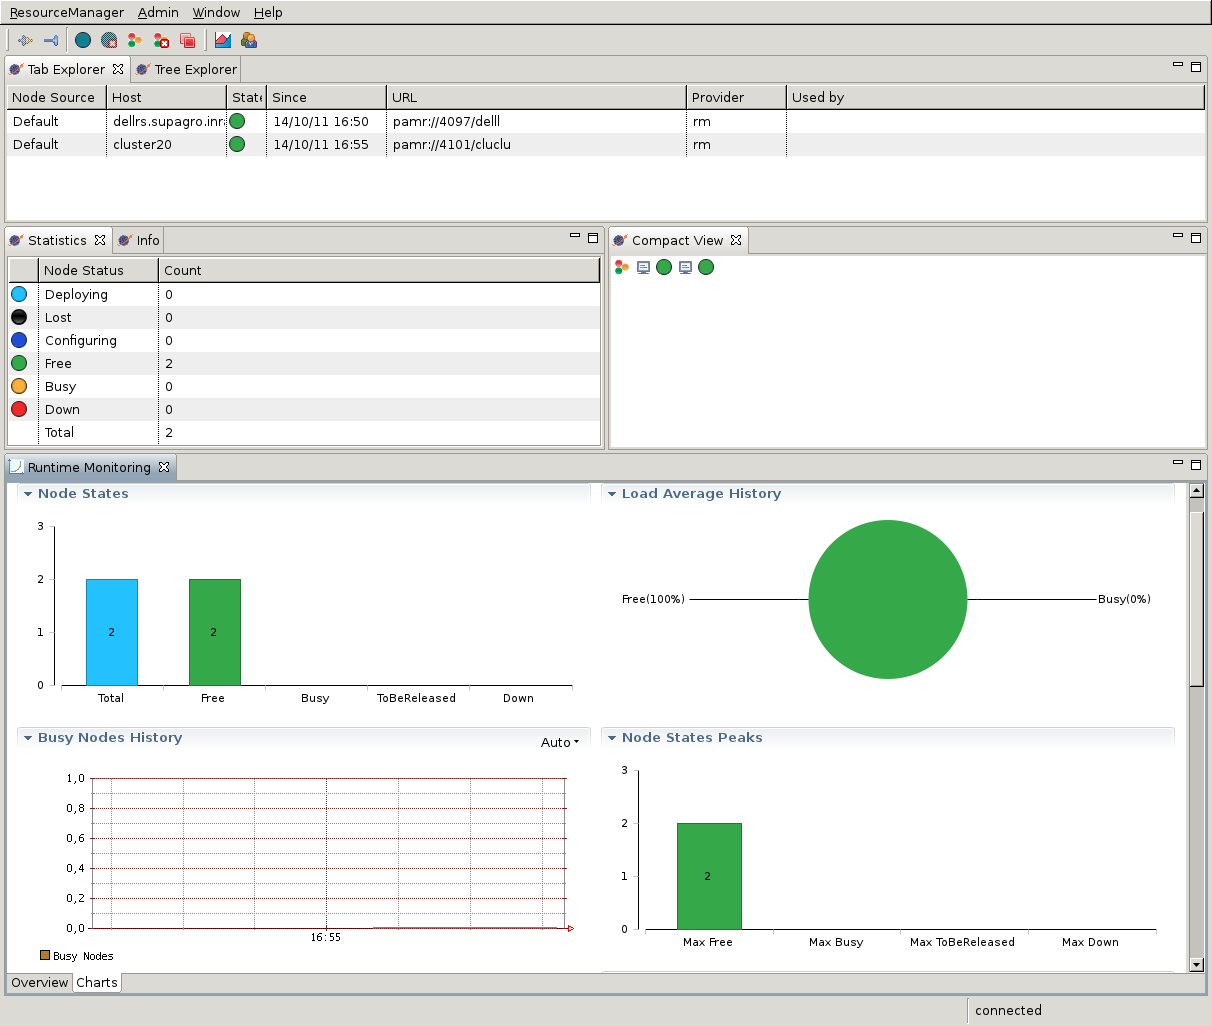 ResourceManager Admin Window Help
Tab Explorer Tree Explorer
Node Source Host State Since URL Provider Used by
Default dellrs.supagro.inr 14/10/11 16:50 pamr://4097/delll rm
Default cluster20 14/10/11 16:55 pamr://4101/cluclu rm
Statistics Info
Node Status Count
Deploying 0
Lost 0
Configuring 0
Free 2
Busy 0
Down 0
Total 2
Compact View
Runtime Monitoring
Node States
3
2
1
0
2 2
Total Free Busy ToBeReleased Down
Load Average History
Free(100%) Busy(0%)
Busy Nodes History
Auto
1,0
0,8
0,6
0,4
0,2
0,0
16:55
Busy Nodes
Node States Peaks
3
2
1
0
2
Max Free Max Busy Max ToBeReleased Max Down
Overview Charts
connected